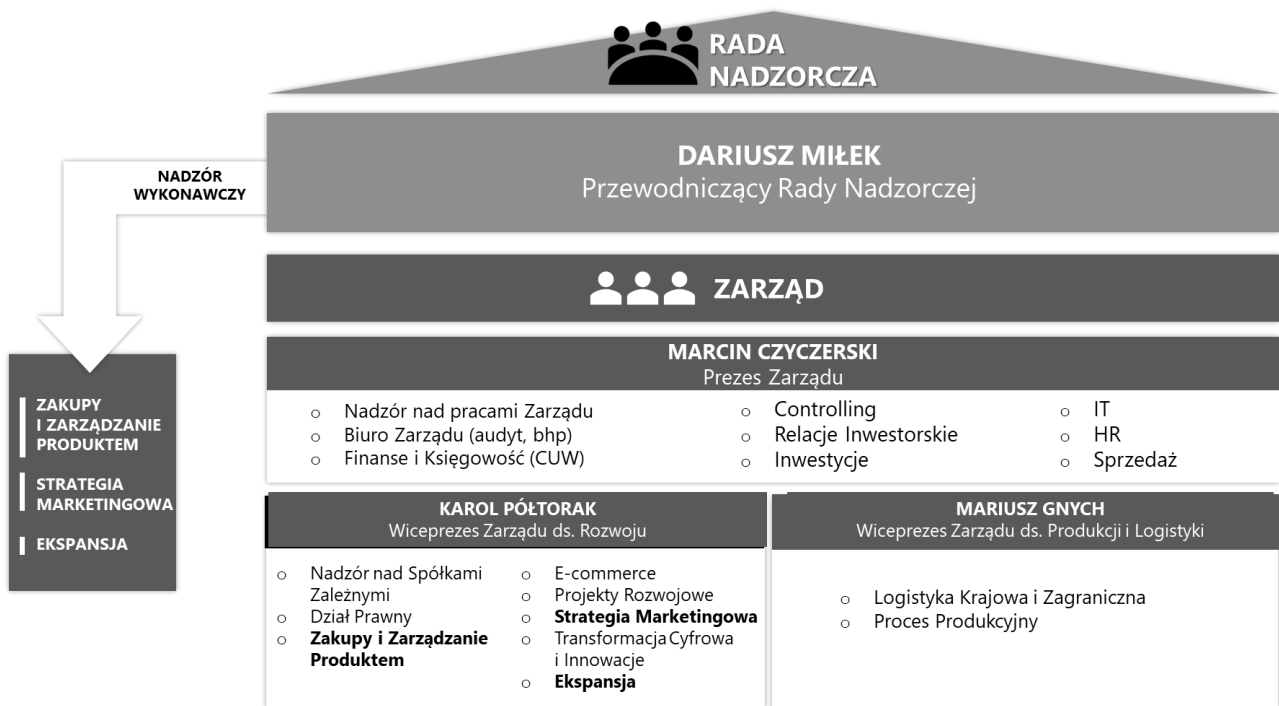 RADA
NADZORCZA
DARIUSZ MIŁEK
Przewodniczący Rady Nadzorczej
NADZÓR
WYKONAWCZY
ZARZĄD
ZAKUPY
I ZARZĄDZANIE
PRODUKTEM
STRATEGIA
MARKETINGOWA
EKSPANSJA
MARCIN CZYCZERSKI
Prezes Zarządu
Nadzór nad pracami Zarządu
Biuro Zarządu (audyt, bhp)
Finanse i Księgowość (CUW)
Controlling
Relacje Inwestorskie
Inwestycje
IT
HR
Sprzedaż
KAROL PÓŁTORAK
Wiceprezes Zarządu ds. Rozwoju
Nadzór nad Spółkami
Zależnymi
Dział Prawny
Zakupy i Zarządzanie
Produktem
E-commerce
Projekty Rozwojowe
Strategia Marketingowa
Transformacja Cyfrowa
i Innowacje
Ekspansja
MARIUSZ GNYCH
Wiceprezes Zarządu ds. Produkcji i Logistyki
Logistyka Krajowa i Zagraniczna
Proces Produkcyjny